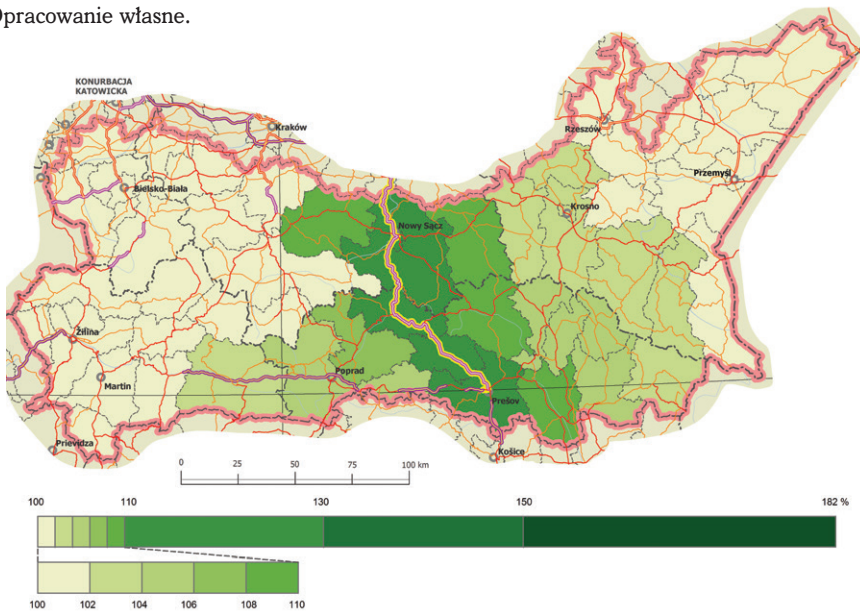 Opracowanie własne.
KONURBACJA
KATOWICKA
Kraków
Rzeszów
Bielsko-Biała
Przemyśl
Krosno
Nowy Sącz
Žilina
Poprad
Martin
Prešov
Prievidza
Košice
0 25 50 75 100 km
100 110 130 150 182 %
100 102 104 106 108 110